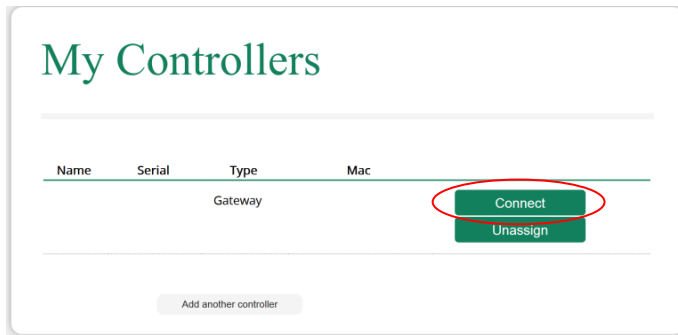 My Controllers
Name Serial Type Mac
Gateway Connect
Unassign
Add another controller